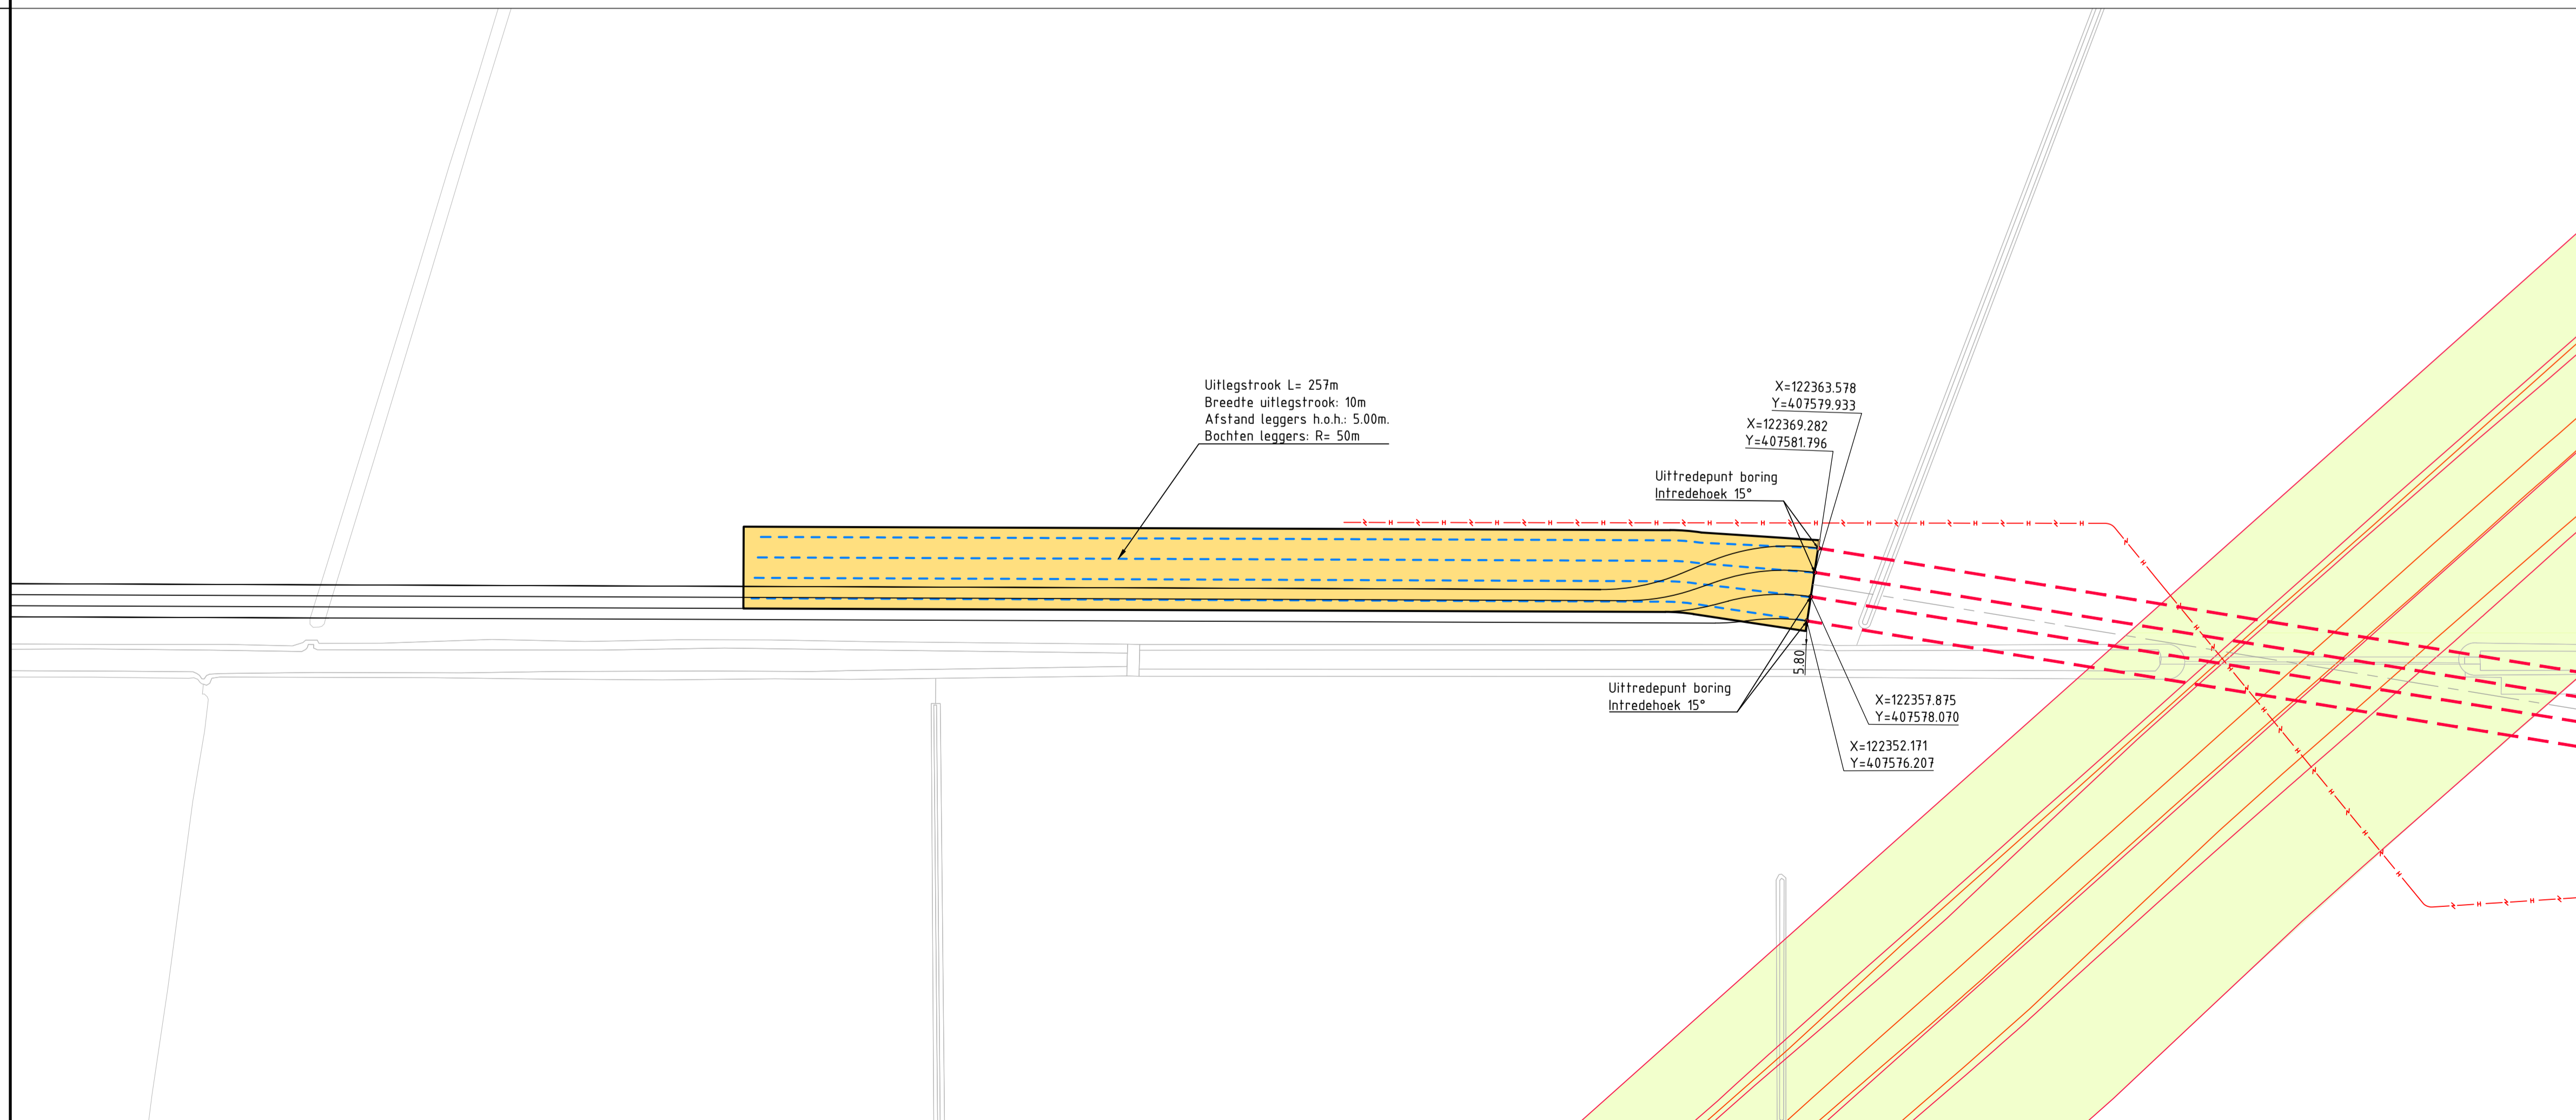 Uitlegstrook L= 257m
Breedte uitlegstrook: 10m
Afstand leggers h.o.h.: 5.00m.
Bochten leggers: R= 50m
X=122363.578
Y=407579.933
X=122369.282
Y=407581.796
Uittredepunt boring
Intredehoek 15°
5.80
Uittredepunt boring
Intredehoek 15°
X=122357.875
Y=407578.070
X=122352.171
Y=407576.207